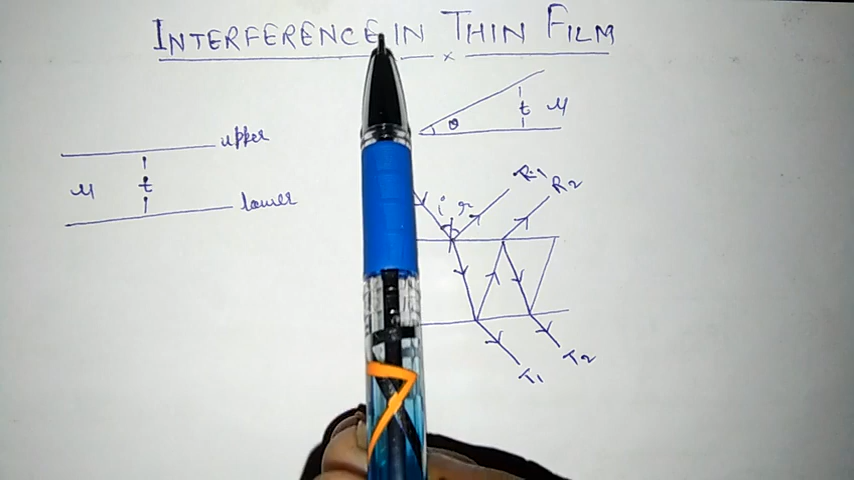 INTERFERENCE IN THIN FILM
x
upper
μ t
lower
θ t μ
i r R1 R2
T1 T2